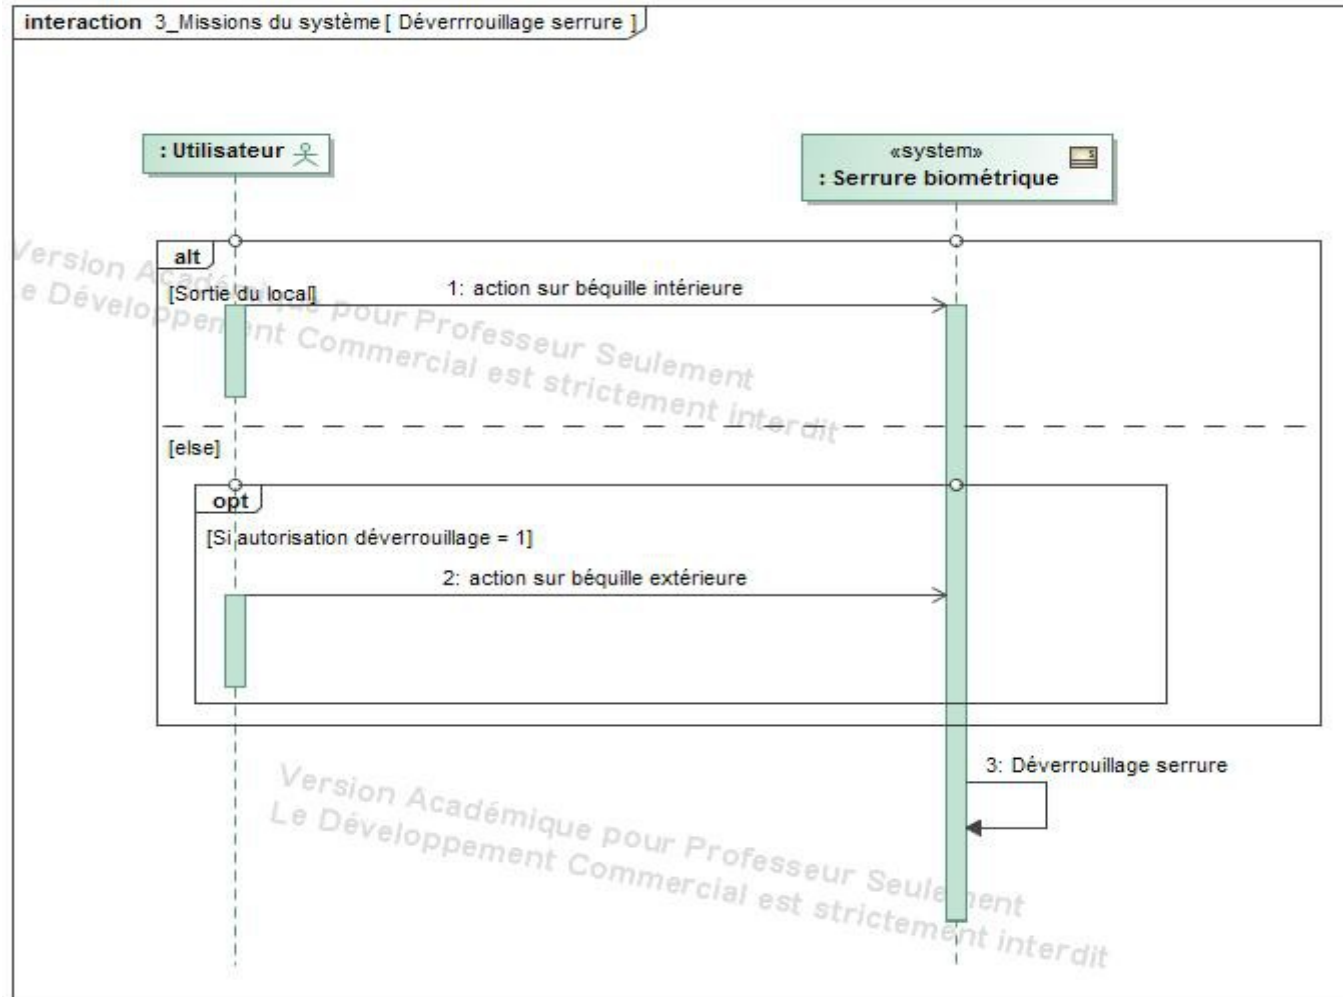 interaction 3_Missions du système [ Déverrrouillage serrure ]
: Utilisateur
«system»
: Serrure biométrique
alt
[Sortie du local]
1: action sur béquille intérieure
Version Académique pour Professeur Seulement
Le Développement Commercial est strictement interdit
[else]
opt
[Si autorisation déverrouillage = 1]
2: action sur béquille extérieure
3: Déverrouillage serrure
Version Académique pour Professeur Seulement
Le Développement Commercial est strictement interdit